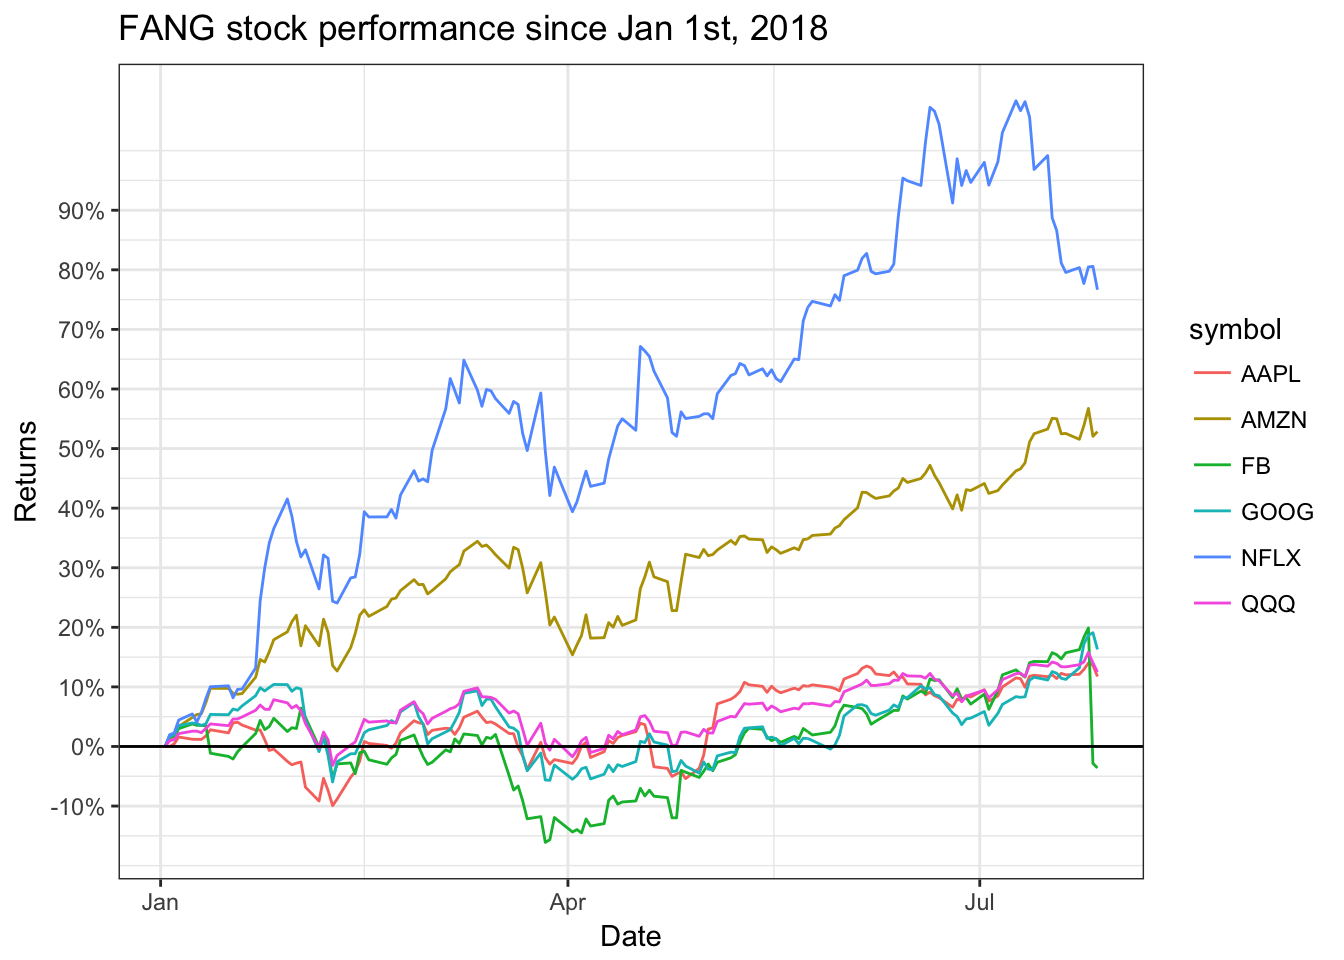 FANG stock performance since Jan 1st, 2018
Returns
90%
80%
70%
60%
50%
40%
30%
20%
10%
0%
-10%
Jan Apr Jul
Date
symbol
AAPL
AMZN
FB
GOOG
NFLX
QQQ